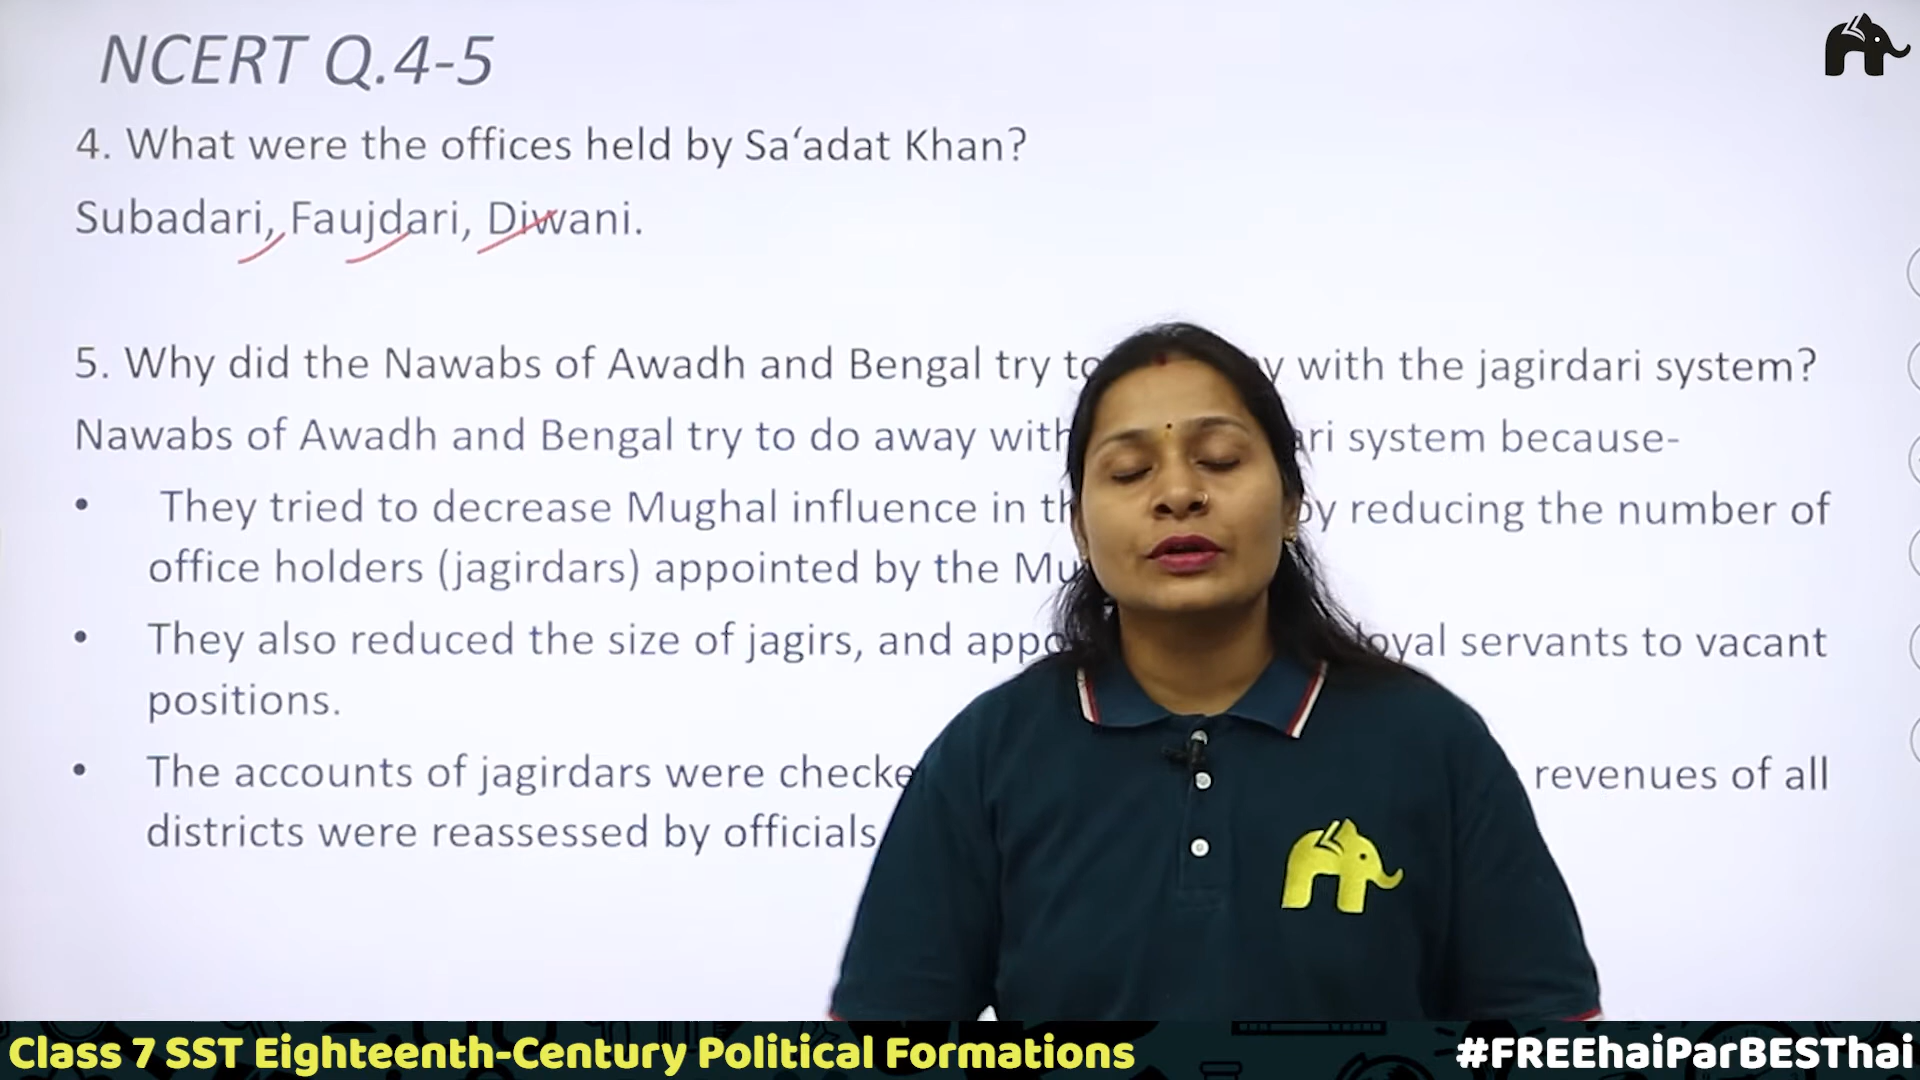 NCERT Q.4-5
4. What were the offices held by Sa‘adat Khan?
Subadari, Faujdari, Diwani.
5. Why did the Nawabs of Awadh and Bengal try to y with the jagirdari system?
Nawabs of Awadh and Bengal try to do away with ari system because-
• They tried to decrease Mughal influence in th by reducing the number of
office holders (jagirdars) appointed by the Mu
• They also reduced the size of jagirs, and appo loyal servants to vacant
positions.
• The accounts of jagirdars were checke revenues of all
districts were reassessed by officials
Class 7 SST Eighteenth-Century Political Formations
#FREEhaiParBESThai